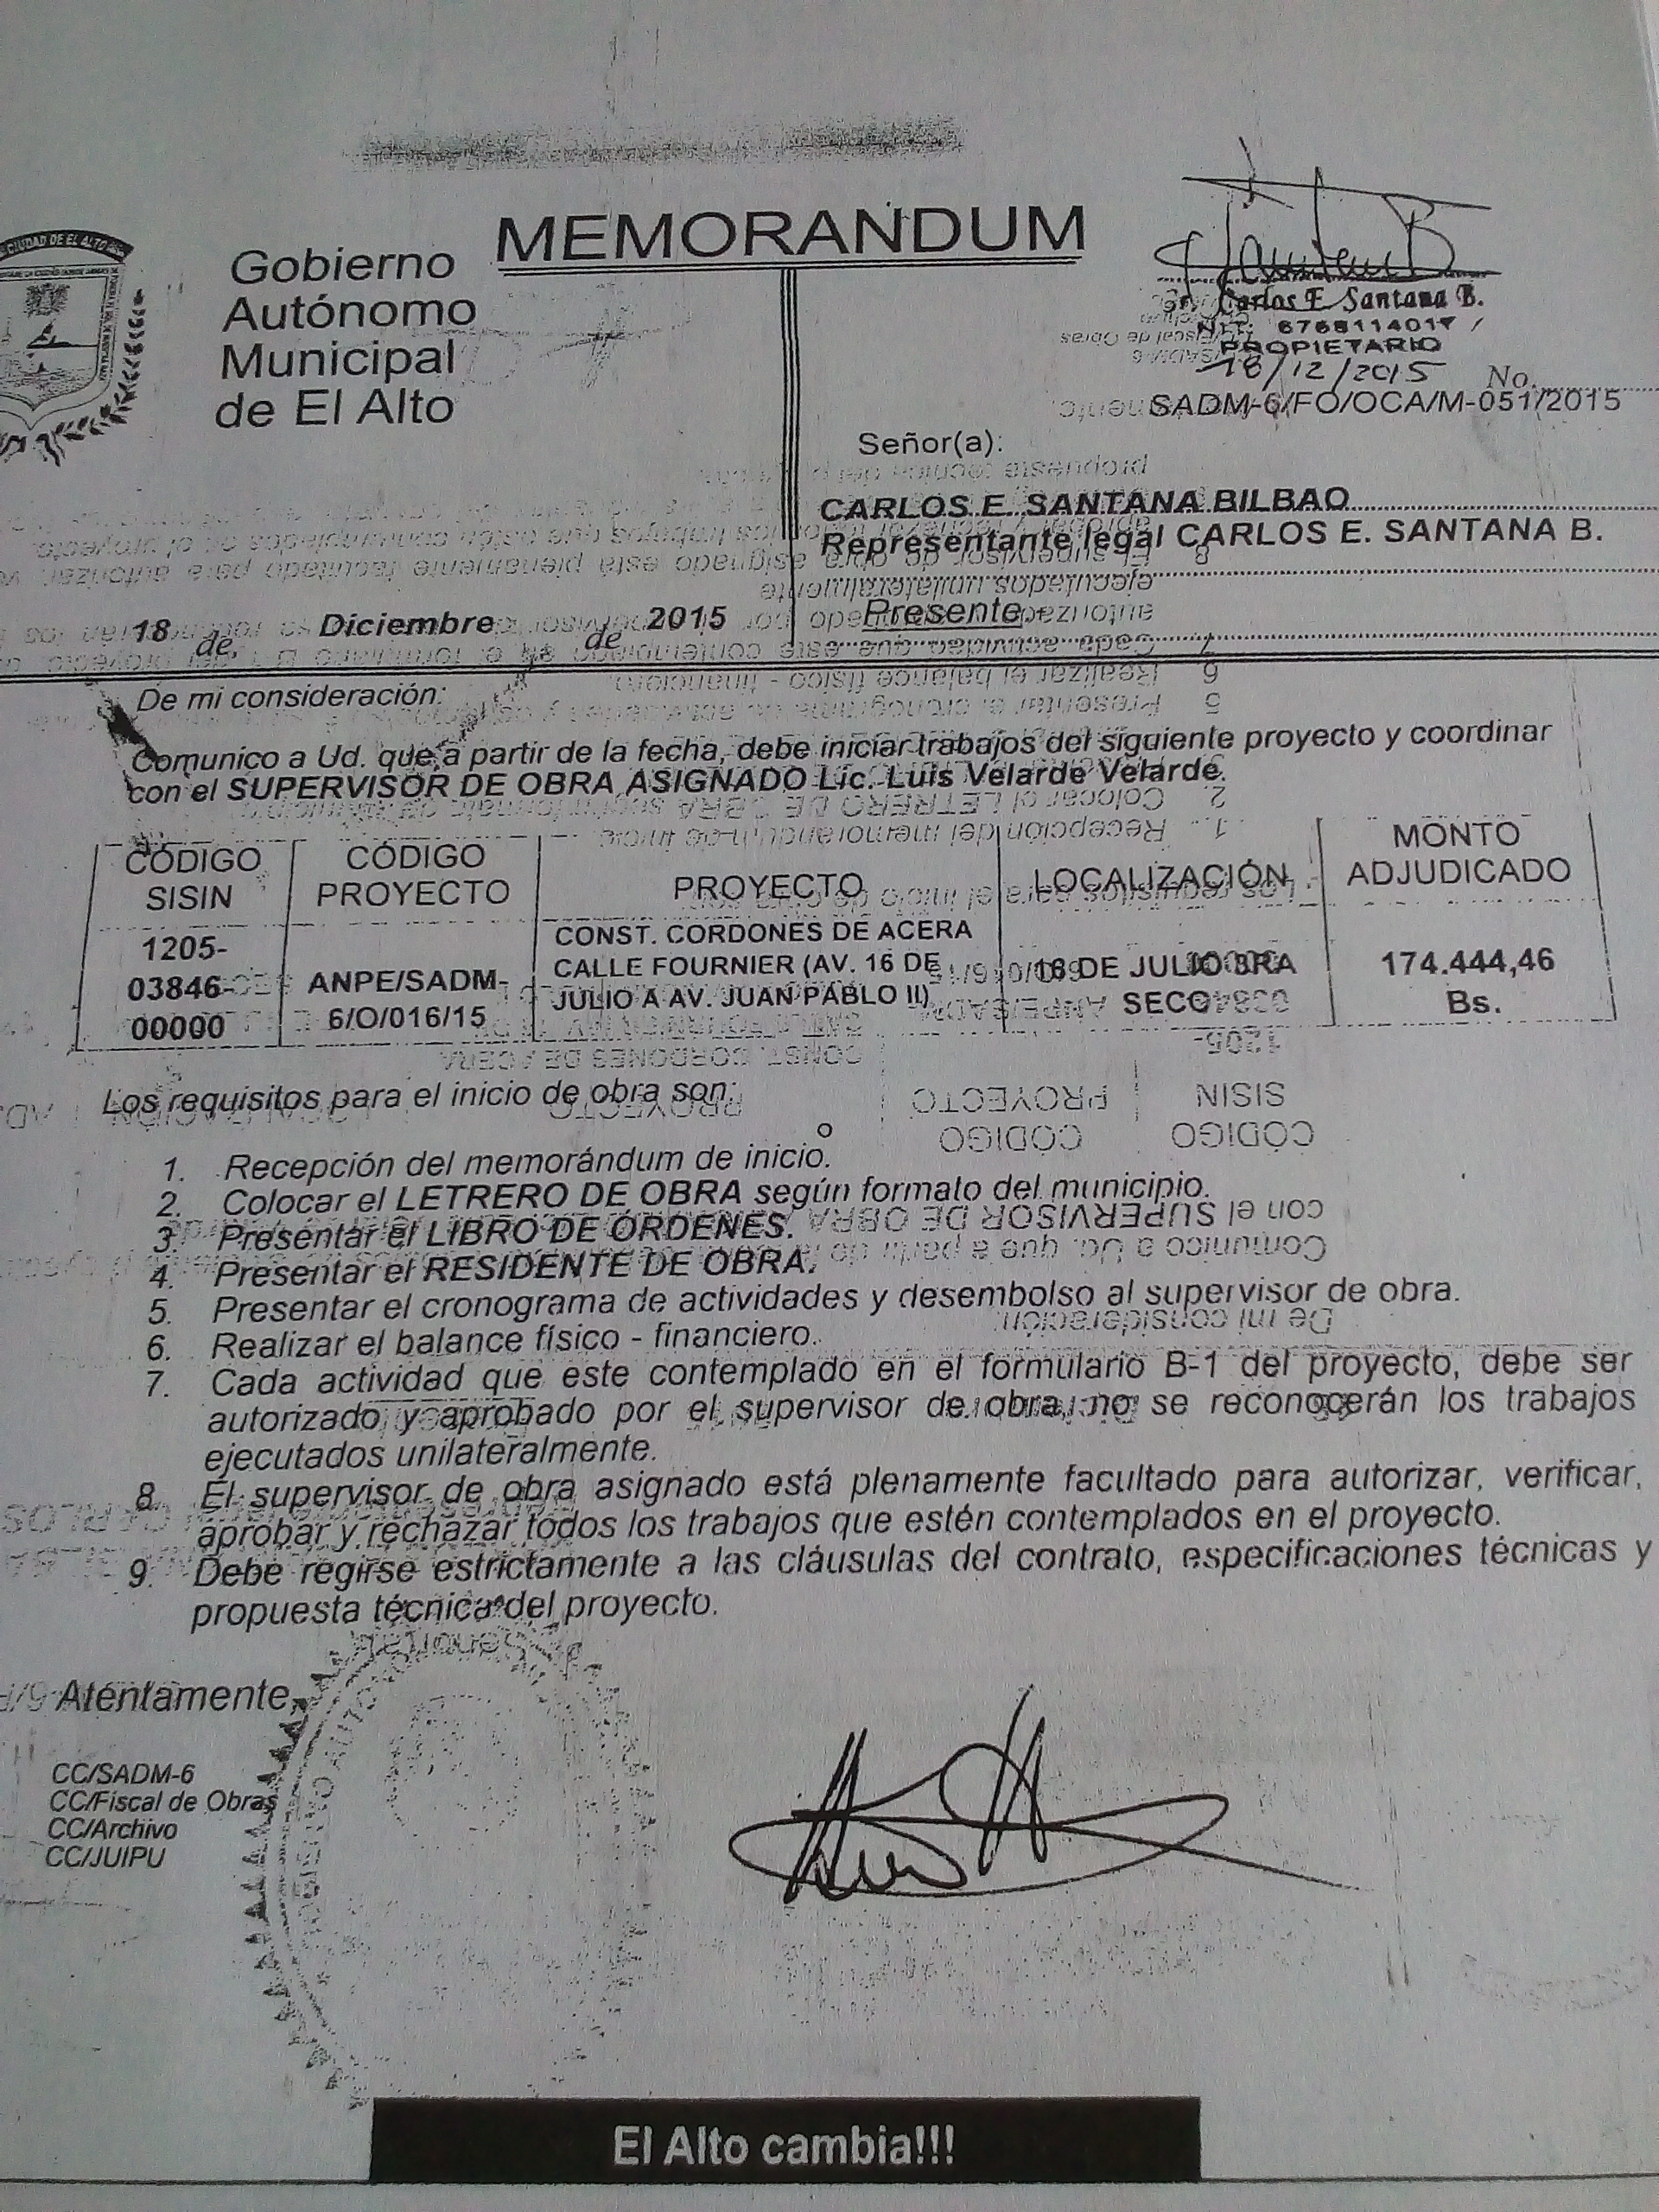 MEMORANDUM
CIUDAD DE EL ALTO
Gobierno
Autónomo
Municipal
de El Alto
Carlos E. Santana B.
PROPIETARIO
18/12/2015
No.
SADM-6/FO/OCA/M-051/2015
Señor(a):
CARLOS E. SANTANA BILBAO
Representante legal CARLOS E. SANTANA B.
Presente
18 de Diciembre de 2015
De mi consideración:
Comunico a Ud. que a partir de la fecha, debe iniciar trabajos del siguiente proyecto y coordinar
con el SUPERVISOR DE OBRA ASIGNADO Lic. Luis Velarde Velarde.
CÓDIGO SISIN
CÓDIGO PROYECTO
PROYECTO
LOCALIZACIÓN
MONTO ADJUDICADO
1205-
03846-
00000
ANPE/SADM-
6/O/016/15
CONST. CORDONES DE ACERA
CALLE FOURNIER (AV. 16 DE
JULIO A AV. JUAN PABLO II)
16 DE JULIO 3RA
SECC
174.444,46
Bs.
Los requisitos para el inicio de obra son:
1. Recepción del memorándum de inicio.
2. Colocar el LETRERO DE OBRA según formato del municipio.
3. Presentar el LIBRO DE ORDENES.
4. Presentar el RESIDENTE DE OBRA.
5. Presentar el cronograma de actividades y desembolso al supervisor de obra.
6. Realizar el balance físico - financiero.
7. Cada actividad que este contemplado en el formulario B-1 del proyecto, debe ser
autorizado y aprobado por el supervisor de obra, no se reconocerán los trabajos
ejecutados unilateralmente.
8. El supervisor de obra asignado está plenamente facultado para autorizar, verificar,
aprobar y rechazar todos los trabajos que estén contemplados en el proyecto.
9. Debe regirse estrictamente a las cláusulas del contrato, especificaciones técnicas y
propuesta técnica del proyecto.
Atentamente,
CC/SADM-6
CC/Fiscal de Obras
CC/Archivo
CC/JUIPU
El Alto cambia!!!